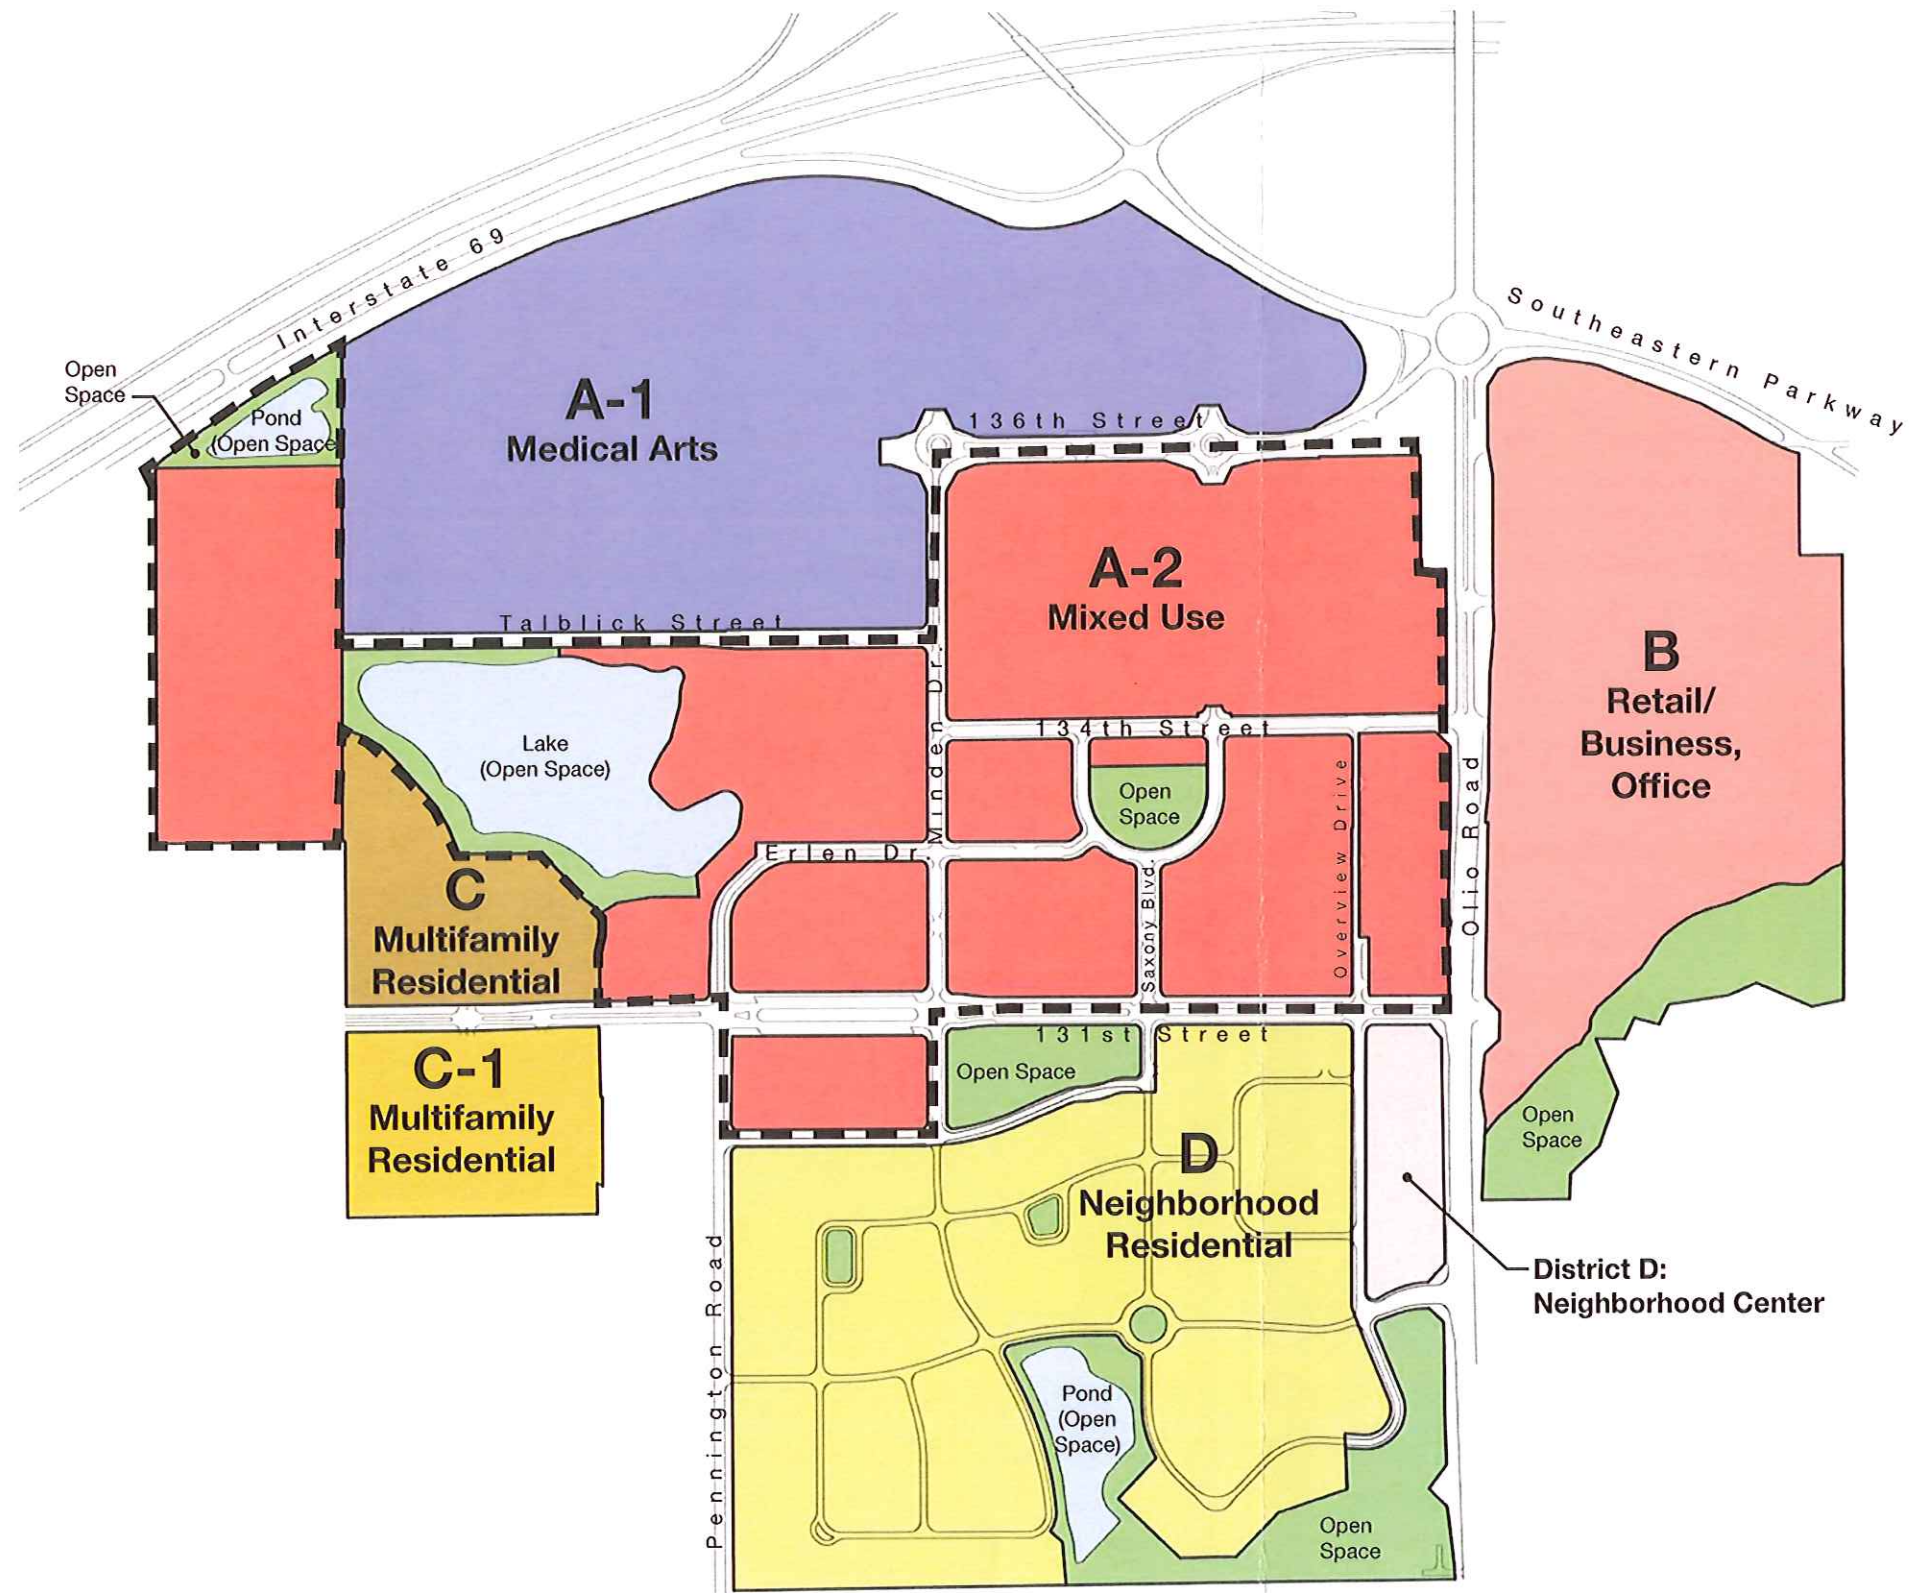 Interstate 69
Southeastern Parkway
Open
Space
Pond
(Open Space
A-1
Medical Arts
136th Street
A-2
Mixed Use
Talblick Street
B
Retail/
Business,
Office
Minden Dr.
134th Street
Lake
(Open Space)
Open
Space
Overview Drive
Olio Road
Erlen Dr.
Saxony Blvd.
C
Multifamily
Residential
131st Street
C-1
Multifamily
Residential
Open Space
Open
Space
D
Neighborhood
Residential
Pennington Road
District D:
Neighborhood Center
Pond
(Open
Space)
Open
Space